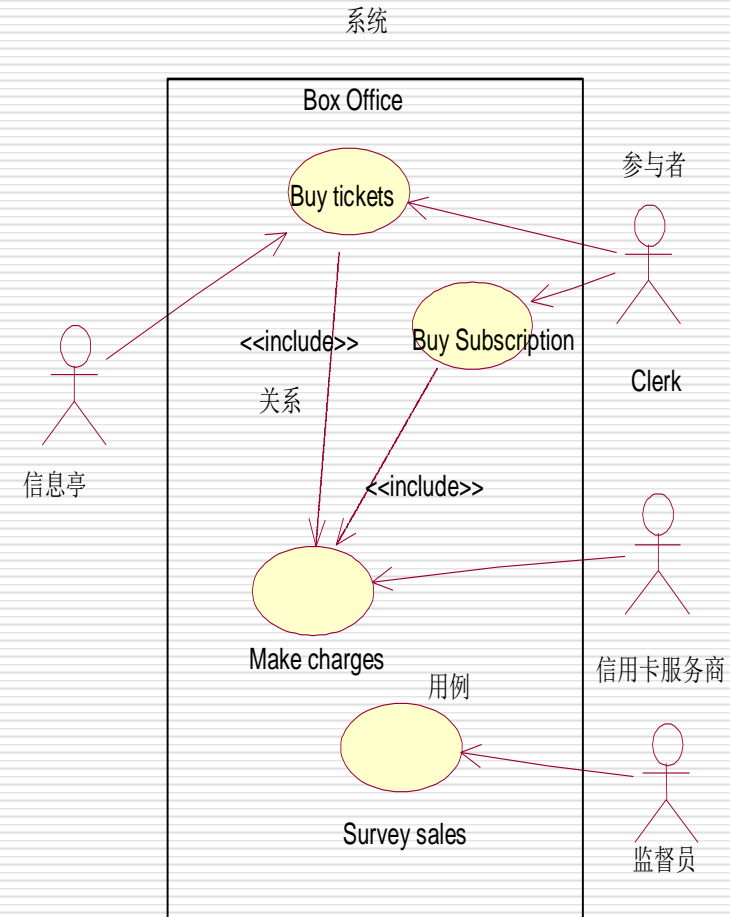 系统
Box Office
参与者
Buy tickets
<<include>>
Buy Subscription
Clerk
关系
信息亭
<<include>>
Make charges
信用卡服务商
用例
Survey sales
监督员